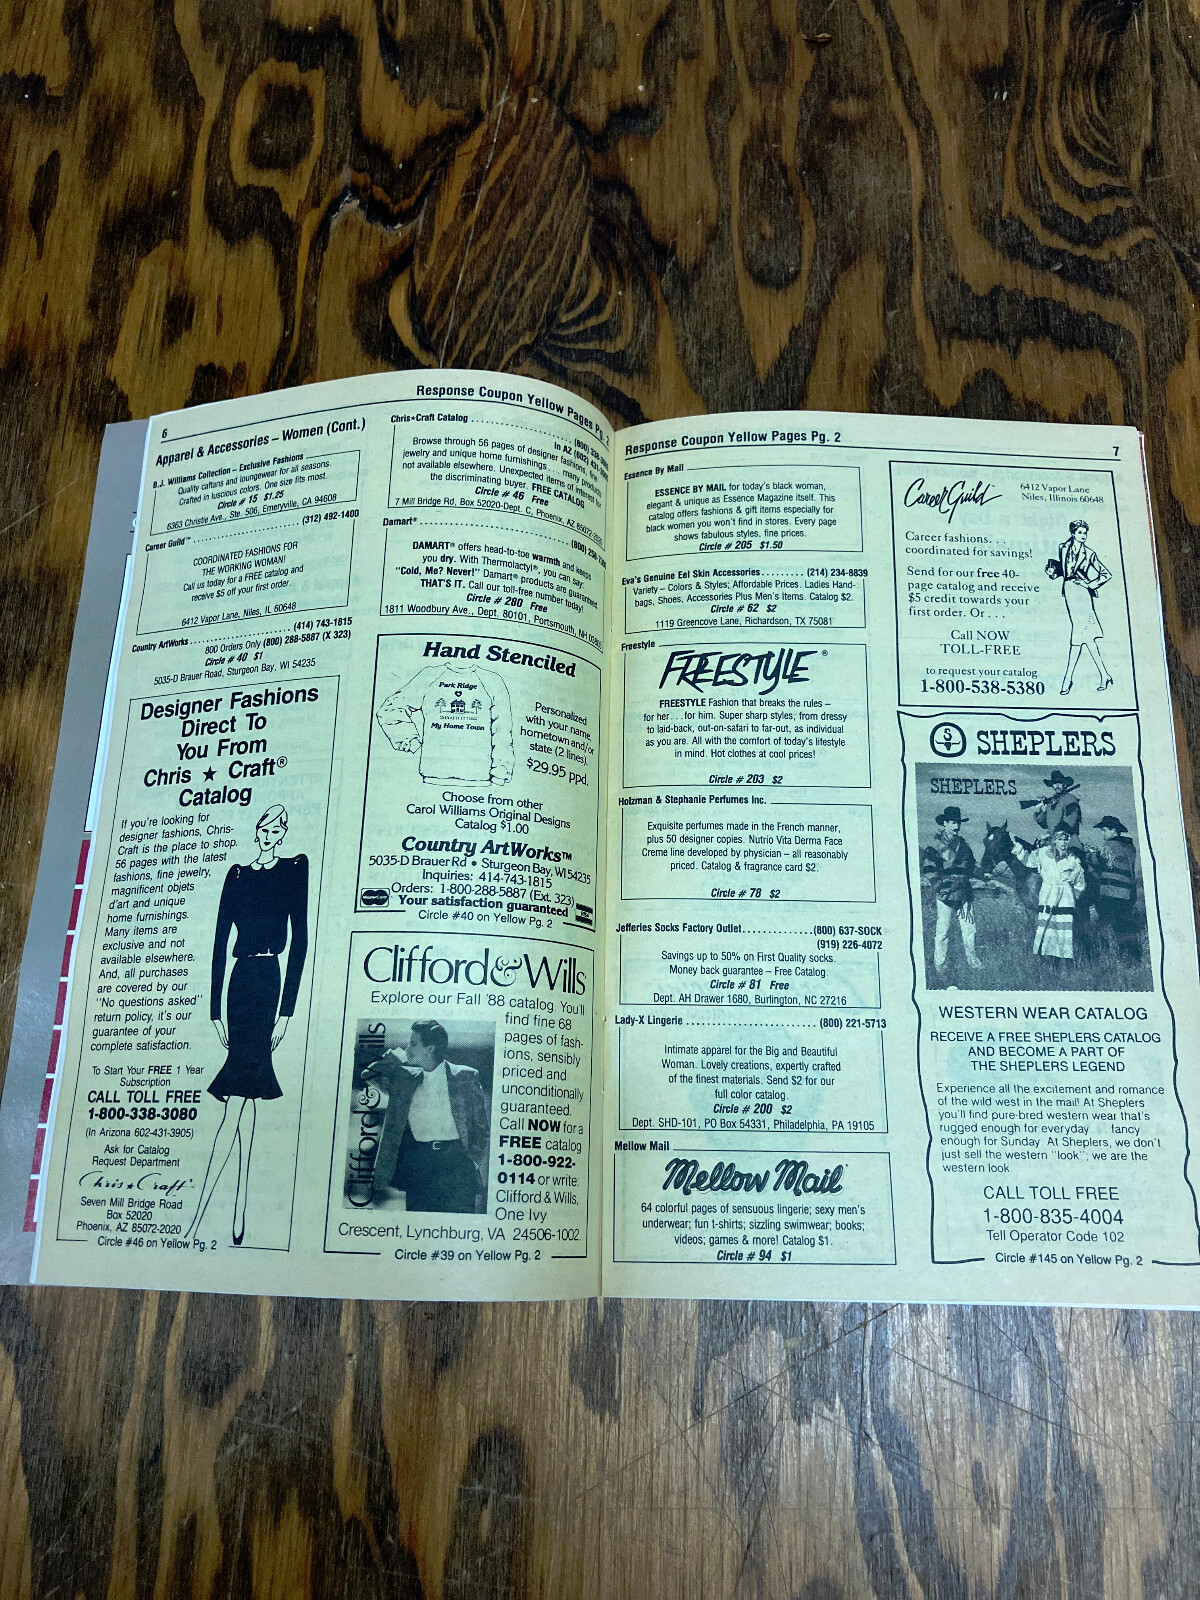 6
Response Coupon Yellow Pages Pg. 2
Apparel & Accessories – Women (Cont.)
B.J. Williams Collection – Exclusive Fashions
Quality caftans and loungewear for all seasons.
Crafted in luscious colors. One size fits most.
Circle # 15 $1.25
6363 Christie Ave., Ste. 506, Emeryville, CA 94608
Career Guild™ (312) 492-1400
COORDINATED FASHIONS FOR
THE WORKING WOMAN!
Call us today for a FREE catalog and
receive $5 off your first order.
6412 Vapor Lane, Niles, IL 60648
Country ArtWorks (414) 743-1815
800 Orders Only (800) 288-5887 (X 323)
Circle # 40 $1
5035-D Brauer Road, Sturgeon Bay, WI 54235
Designer Fashions
Direct To
You From
Chris ★ Craft®
Catalog
If you're looking for
designer fashions, Chris-
Craft is the place to shop.
56 pages with the latest
fashions, fine jewelry,
magnificent objets
d'art and unique
home furnishings.
Many items are
exclusive and not
available elsewhere.
And, all purchases
are covered by our
"No questions asked"
return policy, it's our
guarantee of your
complete satisfaction.
To Start Your FREE 1 Year
Subscription
CALL TOLL FREE
1-800-338-3080
(In Arizona 602-431-3905)
Ask for Catalog
Request Department
Chris★Craft®
Seven Mill Bridge Road
Box 52020
Phoenix, AZ 85072-2020
Circle #46 on Yellow Pg. 2
Chris★Craft Catalog (800)
In AZ (602)
Browse through 56 pages of designer fashions, fine
jewelry and unique home furnishings . . . many products
not available elsewhere. Unexpected items of interest for
the discriminating buyer. FREE CATALOG
Circle # 46 Free
7 Mill Bridge Rd, Box 52020-Dept. C, Phoenix, AZ 85072-2020
Damart® (800)
DAMART® offers head-to-toe warmth and keeps
you dry. With Thermolactyl®, you can say:
"Cold, Me? Never!" Damart® products are guaranteed.
THAT'S IT. Call our toll-free number today!
Circle # 280 Free
1811 Woodbury Ave., Dept. 80101, Portsmouth, NH
Hand Stenciled
Park Ridge
My Home Town
Personalized
with your name,
hometown and/or
state (2 lines).
$29.95 ppd.
Choose from other
Carol Williams Original Designs
Catalog $1.00
Country ArtWorks™
5035-D Brauer Rd • Sturgeon Bay, WI 54235
Inquiries: 414-743-1815
Orders: 1-800-288-5887 (Ext. 323)
Your satisfaction guaranteed
VISA
Circle #40 on Yellow Pg. 2
Clifford & Wills
Explore our Fall '88 catalog. You'll
find fine 68
pages of fash-
ions, sensibly
priced and
unconditionally
guaranteed.
Call NOW for a
FREE catalog
1-800-922-
0114 or write:
Clifford & Wills,
One Ivy
Crescent, Lynchburg, VA 24506-1002
Clifford & Wills
Circle #39 on Yellow Pg. 2
Response Coupon Yellow Pages Pg. 2
7
Essence By Mail
ESSENCE BY MAIL for today's black woman,
elegant & unique as Essence Magazine itself. This
catalog offers fashions & gift items especially for
black women you won't find in stores. Every page
shows fabulous styles, fine prices.
Circle # 205 $1.50
Eva's Genuine Eel Skin Accessories (214) 234-8839
Variety – Colors & Styles; Affordable Prices. Ladies Hand-
bags, Shoes, Accessories Plus Men's Items. Catalog $2.
Circle # 62 $2
1119 Greencove Lane, Richardson, TX 75081
Freestyle
FREESTYLE®
FREESTYLE Fashion that breaks the rules –
for her . . . for him. Super sharp styles, from dressy
to laid-back, out-on-safari to far-out, as individual
as you are. All with the comfort of today's lifestyle
in mind. Hot clothes at cool prices!
Circle # 203 $2
Holzman & Stephanie Perfumes Inc.
Exquisite perfumes made in the French manner,
plus 50 designer copies. Nutrio Vita Derma Face
Creme line developed by physician – all reasonably
priced. Catalog & fragrance card $2.
Circle # 78 $2
Jefferies Socks Factory Outlet (800) 637-SOCK
(919) 226-4072
Savings up to 50% on First Quality socks.
Money back guarantee – Free Catalog.
Circle # 81 Free
Dept. AH Drawer 1680, Burlington, NC 27216
Lady-X Lingerie (800) 221-5713
Intimate apparel for the Big and Beautiful
Woman. Lovely creations, expertly crafted
of the finest materials. Send $2 for our
full color catalog.
Circle # 200 $2
Dept. SHD-101, PO Box 54331, Philadelphia, PA 19105
Mellow Mail
Mellow Mail
64 colorful pages of sensuous lingerie; sexy men's
underwear; fun t-shirts; sizzling swimwear; books;
videos; games & more! Catalog $1.
Circle # 94 $1
Career Guild™
6412 Vapor Lane
Niles, Illinois 60648
Career fashions. . .
coordinated for savings!
Send for our free 40-
page catalog and receive
$5 credit towards your
first order. Or . . .
Call NOW
TOLL-FREE
to request your catalog
1-800-538-5380
S
SHEPLERS
SHEPLERS
WESTERN WEAR CATALOG
RECEIVE A FREE SHEPLERS CATALOG
AND BECOME A PART OF
THE SHEPLERS LEGEND
Experience all the excitement and romance
of the wild west in the mail! At Sheplers
you'll find pure-bred western wear that's
rugged enough for everyday . . . fancy
enough for Sunday. At Sheplers, we don't
just sell the western "look"; we are the
western look.
CALL TOLL FREE
1-800-835-4004
Tell Operator Code 102
Circle #145 on Yellow Pg. 2